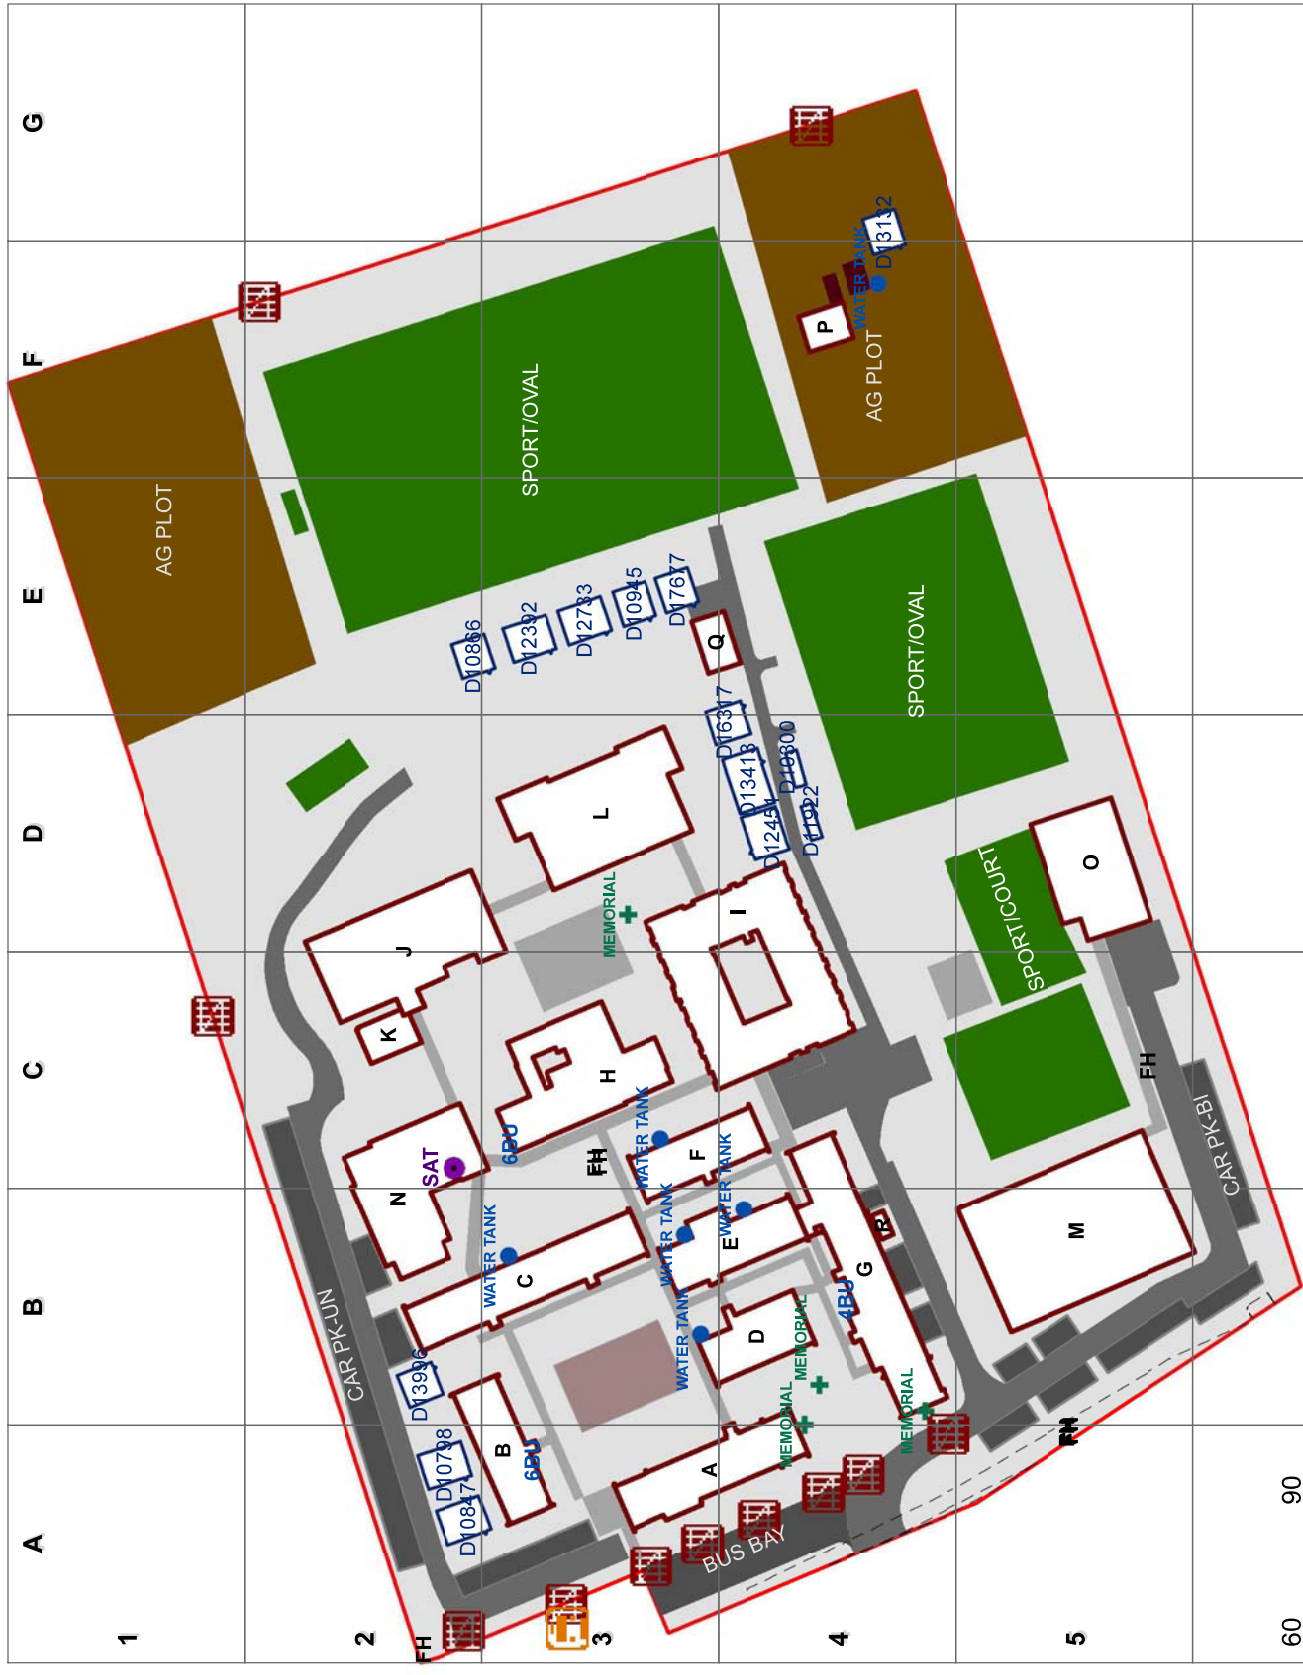 G
F
E
D
C
B
A
1
2
3
4
5
60
90
AG PLOT
SPORT/OVAL
AG PLOT
P
WATER TANK
D13132
SPORT/OVAL
D10866
D12392
D12733
D10945
D17677
Q
D16317
D13413
D12451
D11922
L
MEMORIAL
J
K
I
H
SPORT/COURT
O
FH
CAR PK-BI
M
N
SAT
6BU
FH
FH
WATER TANK
F
WATER TANK
WATER TANK
E
WATER TANK
C
CAR PK-UN
WATER TANK
D
MEMORIAL
MEMORIAL
MEMORIAL
4BU
G
R
D13996
D10798
D10847
B
6BU
A
BUS BAY
FH
FH